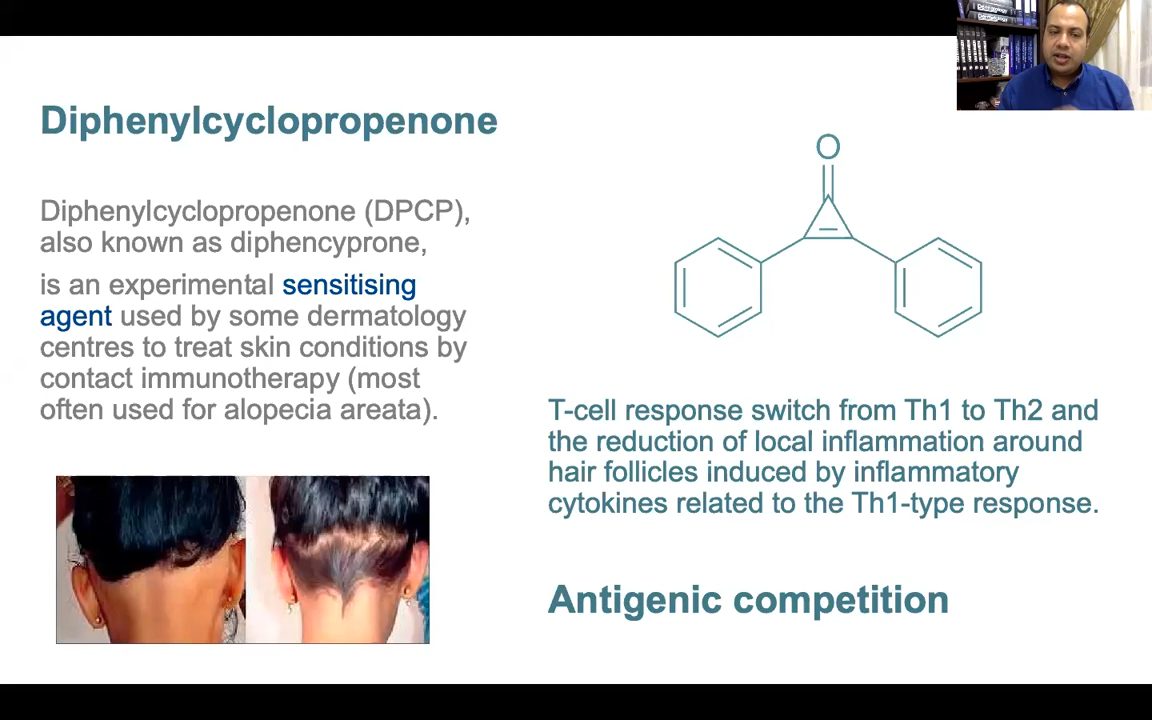 Diphenylcyclopropenone
Diphenylcyclopropenone (DPCP),
also known as diphencyprone,
is an experimental sensitising
agent used by some dermatology
centres to treat skin conditions by
contact immunotherapy (most
often used for alopecia areata).
O
T-cell response switch from Th1 to Th2 and
the reduction of local inflammation around
hair follicles induced by inflammatory
cytokines related to the Th1-type response.
Antigenic competition